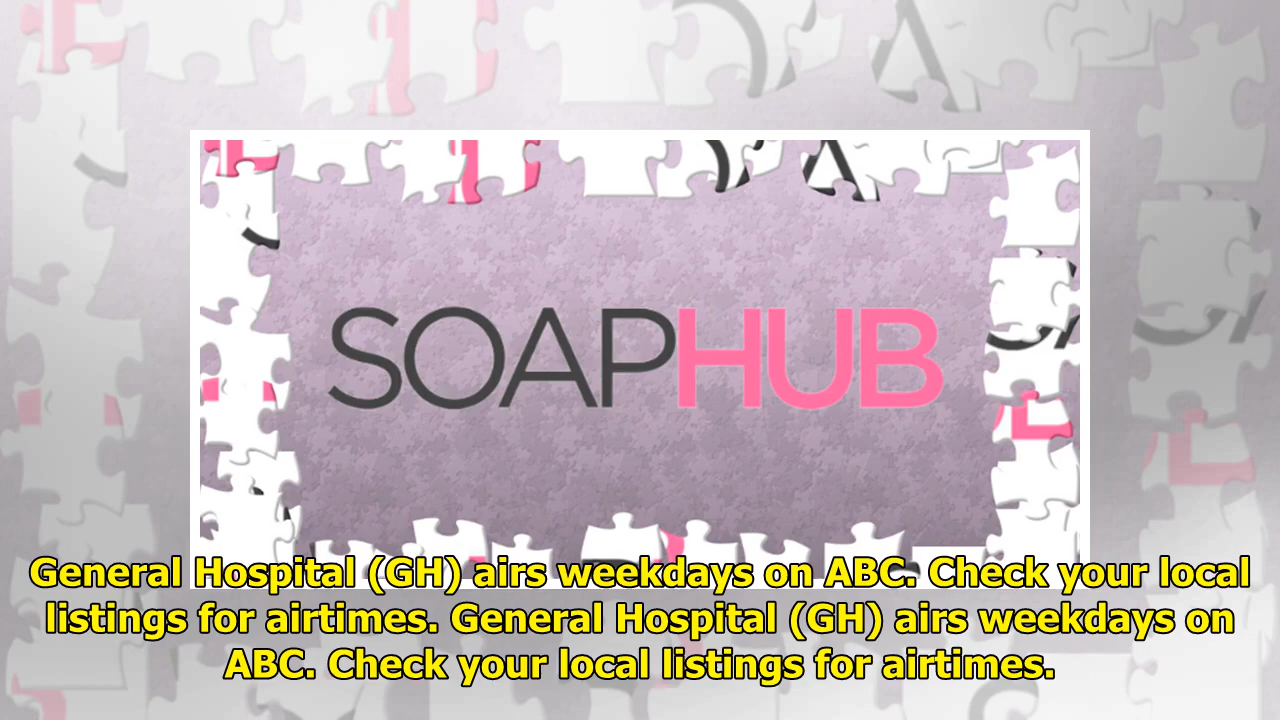 SOAPHUB
General Hospital (GH) airs weekdays on ABC. Check your local
listings for airtimes. General Hospital (GH) airs weekdays on
ABC. Check your local listings for airtimes.